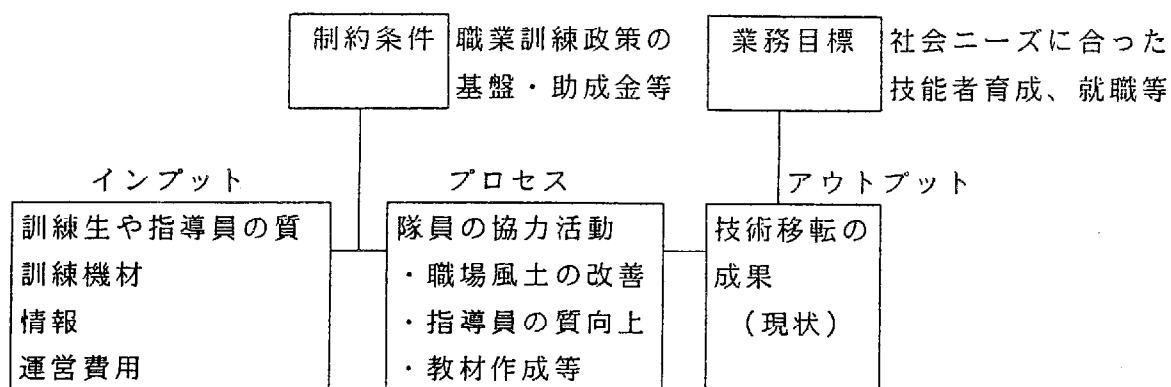 制約条件
職業訓練政策の
基盤・助成金等
業務目標
社会ニーズに合った
技能者育成、就職等
インプット
プロセス
アウトプット
訓練生や指導員の質
訓練機材
情報
運営費用
隊員の協力活動
・職場風土の改善
・指導員の質向上
・教材作成等
技術移転の
成果
（現状）